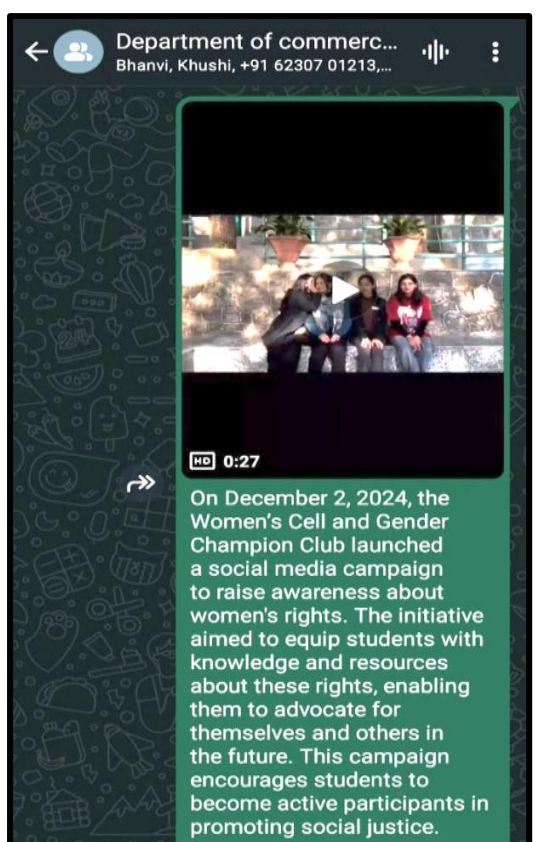 Department of commerc...
Bhanvi, Khushi, +91 62307 01213,...
HD 0:27
On December 2, 2024, the
Women's Cell and Gender
Champion Club launched
a social media campaign
to raise awareness about
women's rights. The initiative
aimed to equip students with
knowledge and resources
about these rights, enabling
them to advocate for
themselves and others in
the future. This campaign
encourages students to
become active participants in
promoting social justice.